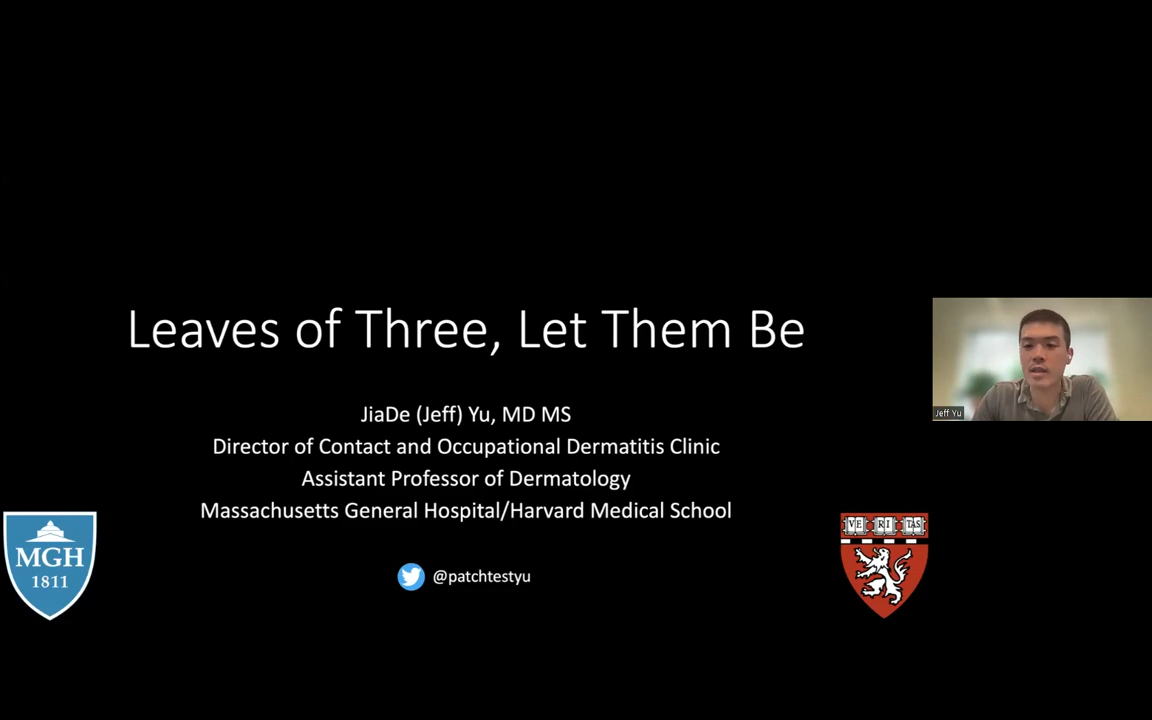 Leaves of Three, Let Them Be
JiaDe (Jeff) Yu, MD MS
Director of Contact and Occupational Dermatitis Clinic
Assistant Professor of Dermatology
Massachusetts General Hospital/Harvard Medical School
@patchtestyu
MGH
1811
VE RI TAS
Jeff Yu